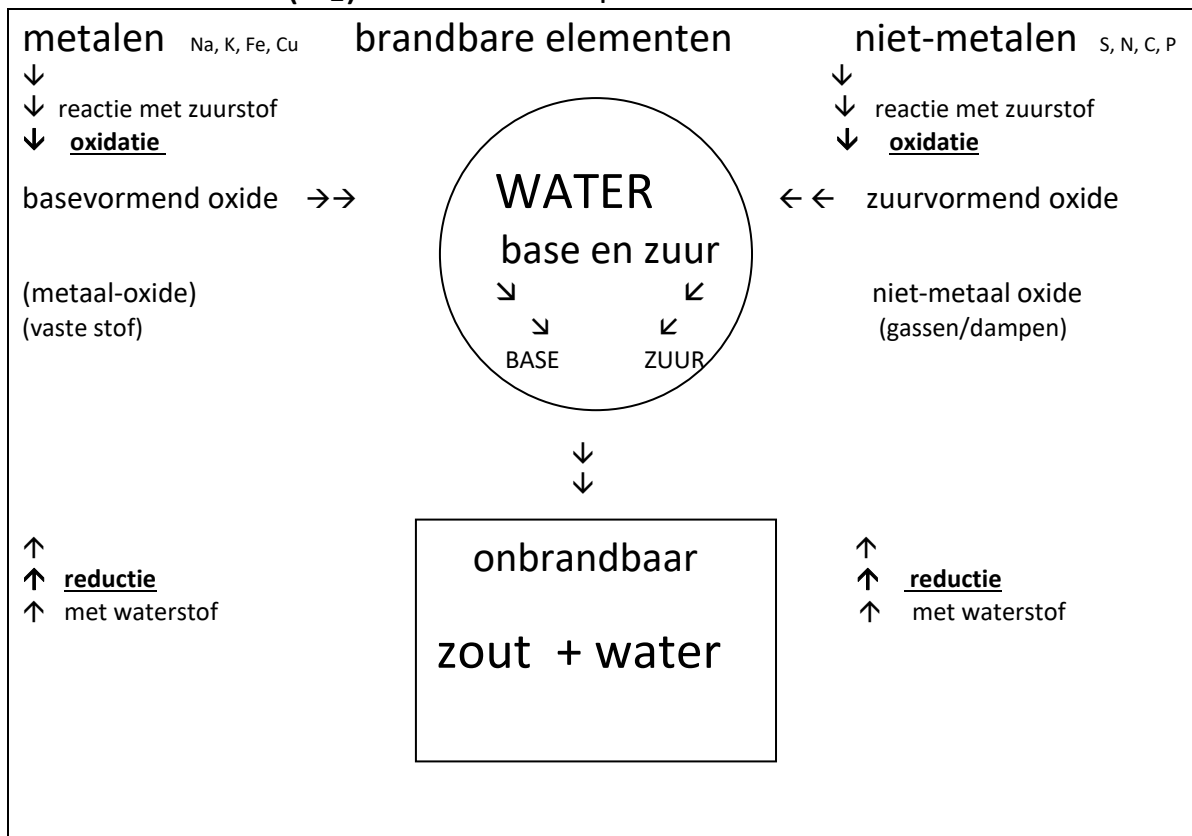 metalen Na, K, Fe, Cu brandbare elementen niet-metalen S, N, C, P
↓ ↓
↓ reactie met zuurstof ↓ reactie met zuurstof
↓ oxidatie ↓ oxidatie
basevormend oxide →→ WATER ← ← zuurvormend oxide
base en zuur
(metaal-oxide) ↘ ↙ niet-metaal oxide
(vaste stof) ↘ ↙ (gassen/dampen)
BASE ZUUR
↓
↓
↑ onbrandbaar ↑
↑ reductie ↑ reductie
↑ met waterstof ↑ met waterstof
zout + water